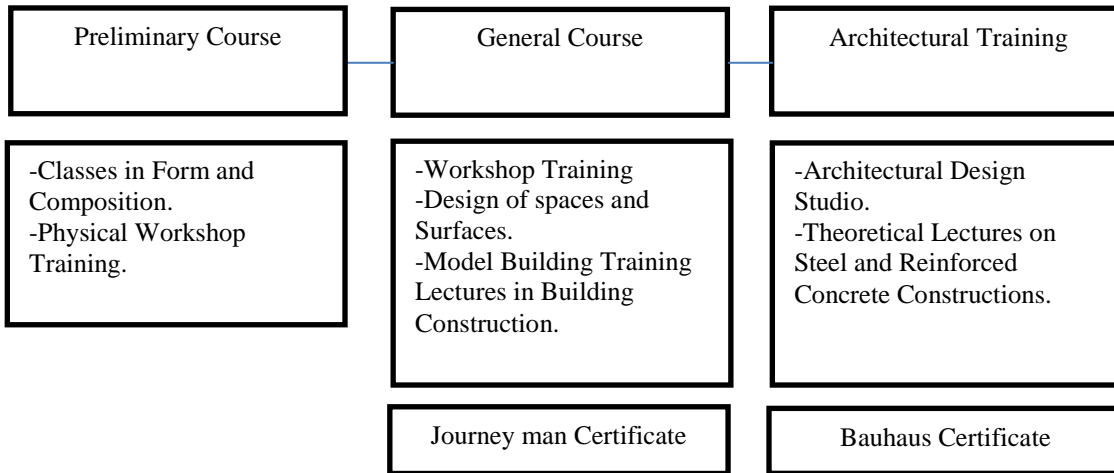 Preliminary Course
General Course
Architectural Training
-Classes in Form and
Composition.
-Physical Workshop
Training.
-Workshop Training
-Design of spaces and
Surfaces.
-Model Building Training
Lectures in Building
Construction.
-Architectural Design
Studio.
-Theoretical Lectures on
Steel and Reinforced
Concrete Constructions.
Journey man Certificate
Bauhaus Certificate